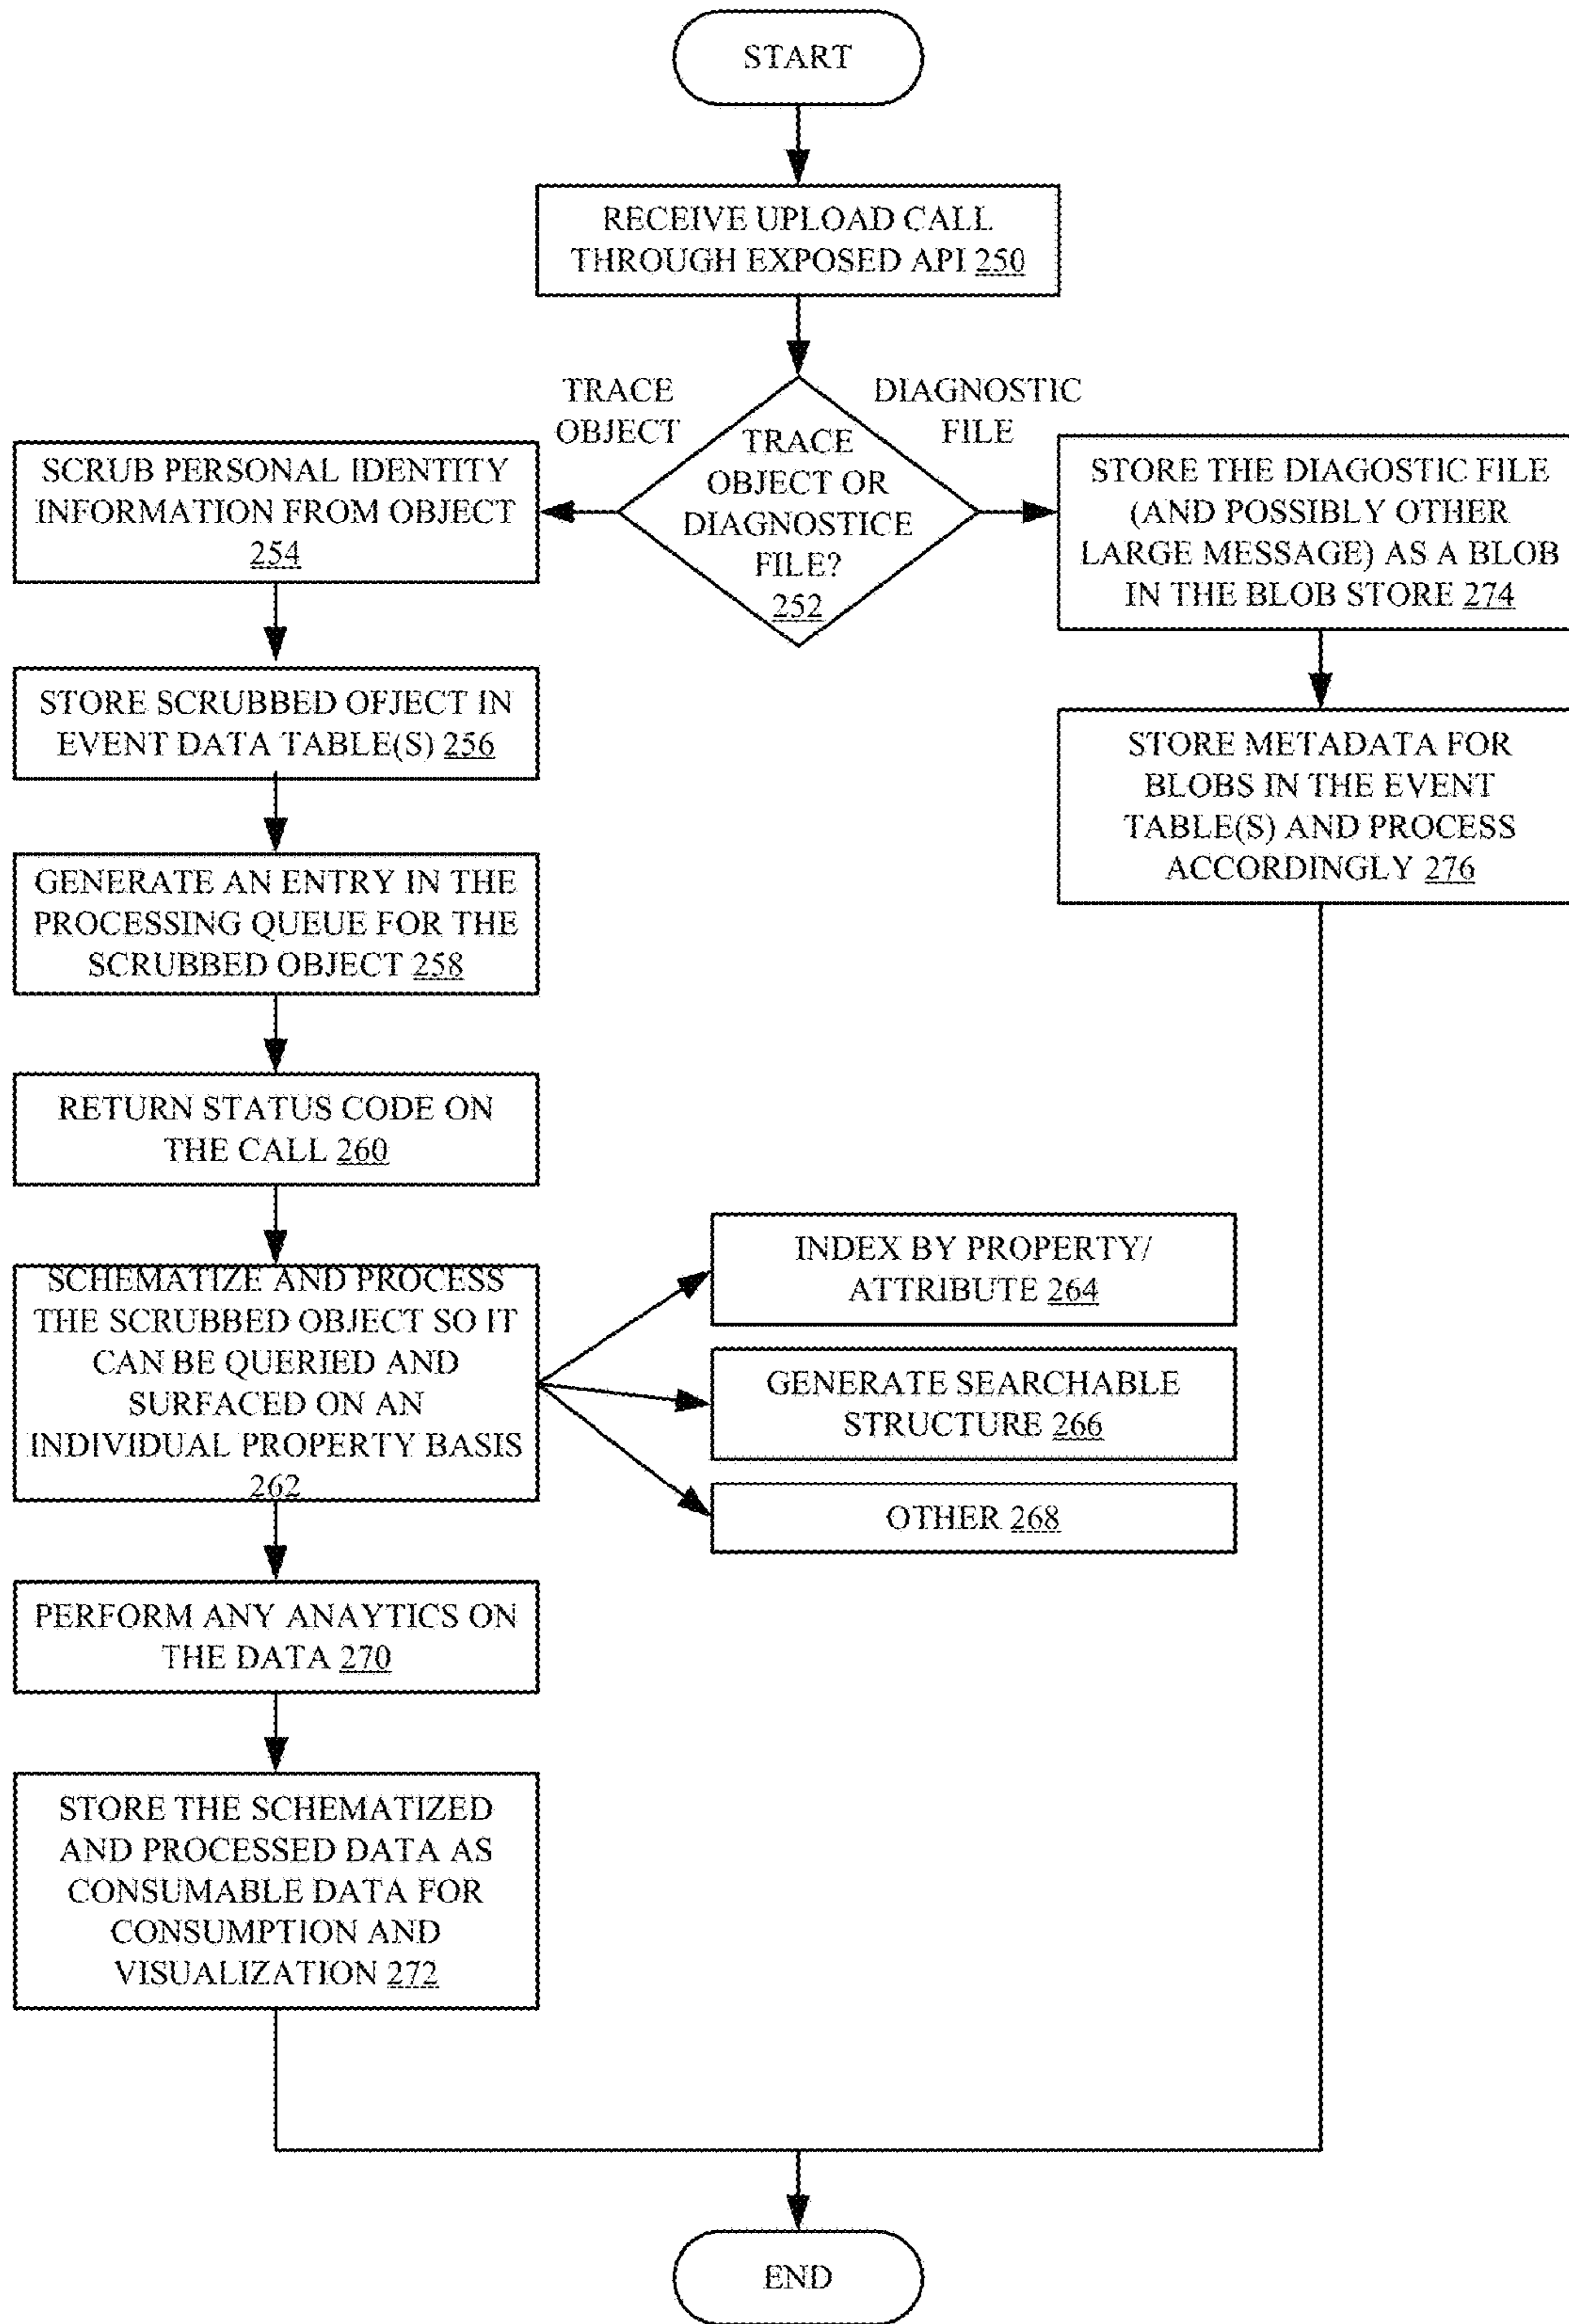 START
RECEIVE UPLOAD CALL
THROUGH EXPOSED API 250
TRACE
OBJECT
DIAGNOSTIC
FILE
TRACE
OBJECT OR
DIAGNOSTICE
FILE?
252
SCRUB PERSONAL IDENTITY
INFORMATION FROM OBJECT
254
STORE THE DIAGOSTIC FILE
(AND POSSIBLY OTHER
LARGE MESSAGE) AS A BLOB
IN THE BLOB STORE 274
STORE SCRUBBED OFJECT IN
EVENT DATA TABLE(S) 256
STORE METADATA FOR
BLOBS IN THE EVENT
TABLE(S) AND PROCESS
ACCORDINGLY 276
GENERATE AN ENTRY IN THE
PROCESSING QUEUE FOR THE
SCRUBBED OBJECT 258
RETURN STATUS CODE ON
THE CALL 260
SCHEMATIZE AND PROCESS
THE SCRUBBED OBJECT SO IT
CAN BE QUERIED AND
SURFACED ON AN
INDIVIDUAL PROPERTY BASIS
262
INDEX BY PROPERTY/
ATTRIBUTE 264
GENERATE SEARCHABLE
STRUCTURE 266
OTHER 268
PERFORM ANY ANAYTICS ON
THE DATA 270
STORE THE SCHEMATIZED
AND PROCESSED DATA AS
CONSUMABLE DATA FOR
CONSUMPTION AND
VISUALIZATION 272
END